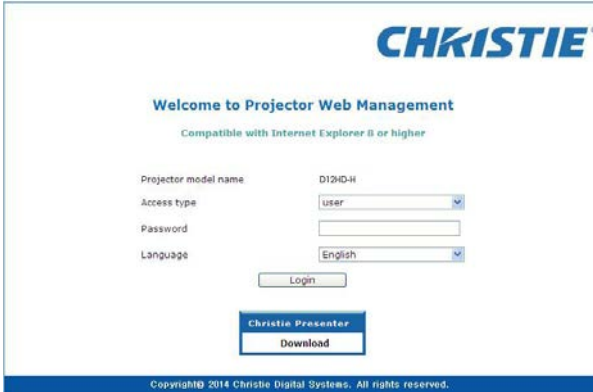 CHRISTIE
Welcome to Projector Web Management
Compatible with Internet Explorer 8 or higher
Projector model name D12HD-H
Access type user
Password
Language English
Login
Christie Presenter
Download
Copyright© 2014 Christie Digital Systems. All rights reserved.